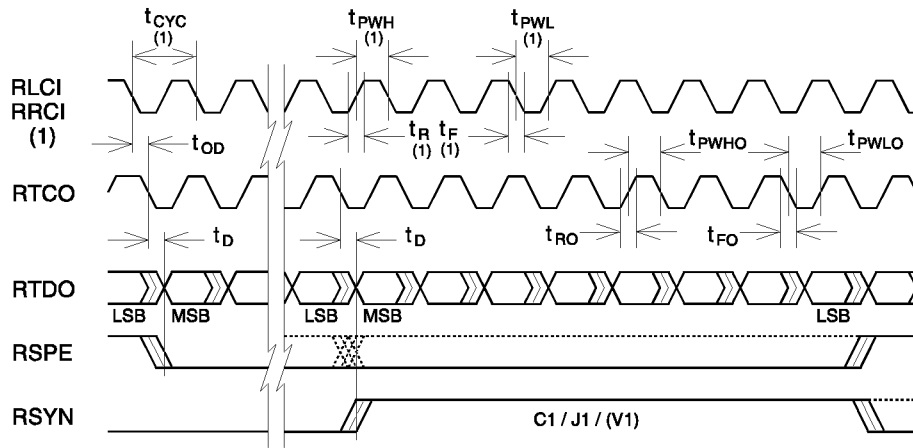 tCYC
(1)
tPWH
(1)
tPWL
(1)
RLCI
RRCI
(1)
tOD
tR
(1)
tF
(1)
tPWHO
tPWLO
RTCO
tD
tD
tRO
tFO
RTDO
LSB
MSB
LSB
MSB
LSB
RSPE
RSYN
C1 / J1 / (V1)